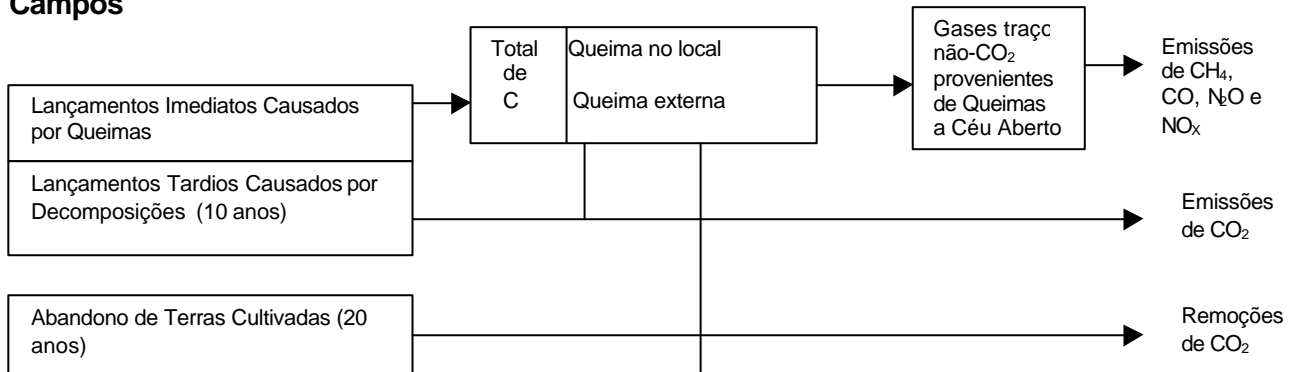 Campos
Total
de
C
Queima no local
Queima externa
Gases traço
não-CO₂
provenientes
de Queimas
a Céu Aberto
Emissões
de CH₄,
CO, N₂O e
NOₓ
Lançamentos Imediatos Causados
por Queimas
Lançamentos Tardios Causados por
Decomposições (10 anos)
Emissões
de CO₂
Abandono de Terras Cultivadas (20
anos)
Remoções
de CO₂